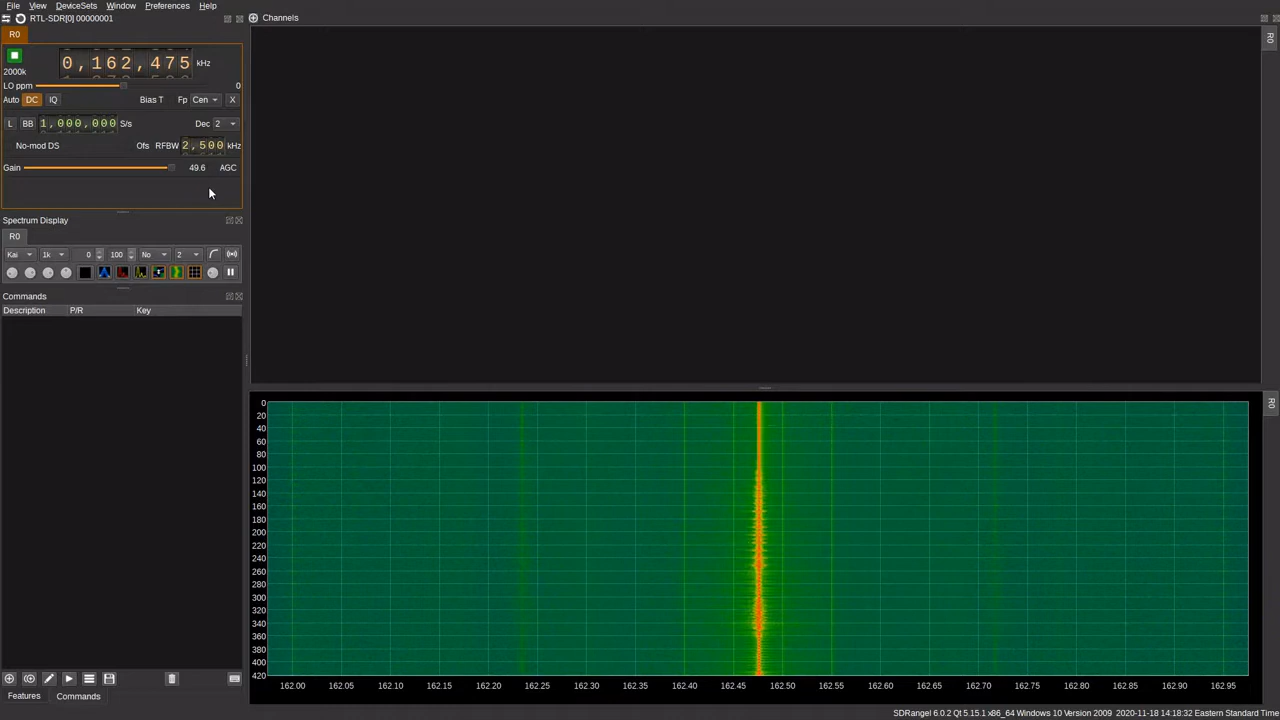 File View DeviceSets Window Preferences Help
RTL-SDR[0] 00000001
Channels
R0
R0
2000k
0,162,475 kHz
LO ppm 0
Auto DC IQ Bias T Fp Cen X
L BB 1,000,000 S/s Dec 2
No-mod DS Ofs RFBW 2,500 kHz
Gain 49.6 AGC
Spectrum Display
R0
Kai 1k 0 100 No 2
Commands
Description P/R Key
R0
0
20
40
60
80
100
120
140
160
180
200
220
240
260
280
300
320
340
360
380
400
420
162.00 162.05 162.10 162.15 162.20 162.25 162.30 162.35 162.40 162.45 162.50 162.55 162.60 162.65 162.70 162.75 162.80 162.85 162.90 162.95
Features Commands
SDRangel 6.0.2 Qt 5.15.1 x86_64 Windows 10 Version 2009 2020-11-18 14:18:32 Eastern Standard Time